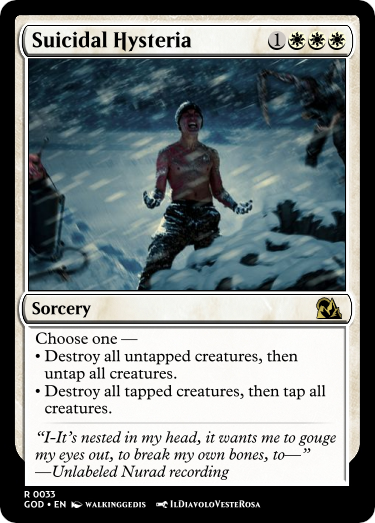 Suicidal Hysteria 1
Sorcery
Choose one —
• Destroy all untapped creatures, then
untap all creatures.
• Destroy all tapped creatures, then tap all
creatures.
“I-It’s nested in my head, it wants me to gouge
my eyes out, to break my own bones, to—”
—Unlabeled Nurad recording
R 0033
GOD • EN WALKINGGEDIS IlDiavoloVesteRosa